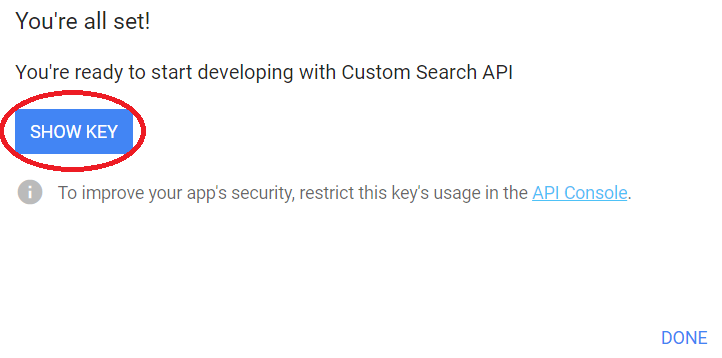 You're all set!
You're ready to start developing with Custom Search API
SHOW KEY
To improve your app's security, restrict this key's usage in the API Console.
DONE